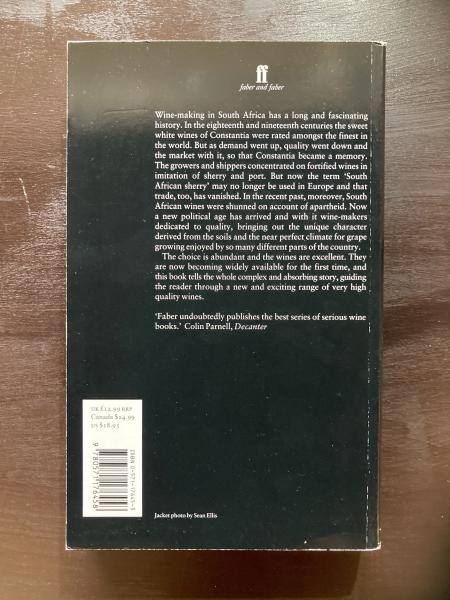 ff
faber and faber
Wine-making in South Africa has a long and fascinating
history. In the eighteenth and nineteenth centuries the sweet
white wines of Constantia were rated amongst the finest in
the world. But as demand went up, quality went down and
the market with it, so that Constantia became a memory.
The growers and shippers concentrated on fortified wines in
imitation of sherry and port. But now the term 'South
African sherry' may no longer be used in Europe and that
trade, too, has vanished. In the recent past, moreover, South
African wines were shunned on account of apartheid. Now
a new political age has arrived and with it wine-makers
dedicated to quality, bringing out the unique character
derived from the soils and the near perfect climate for grape
growing enjoyed by so many different parts of the country.
The choice is abundant and the wines are excellent. They
are now becoming widely available for the first time, and
this book tells the whole complex and absorbing story, guiding
the reader through a new and exciting range of very high
quality wines.
'Faber undoubtedly publishes the best series of serious wine
books.' Colin Parnell, Decanter
UK £12.99 RRP
Canada $24.99
US $18.95
ISBN 0-571-17645-5
9 780571 176458
Jacket photo by Sean Ellis